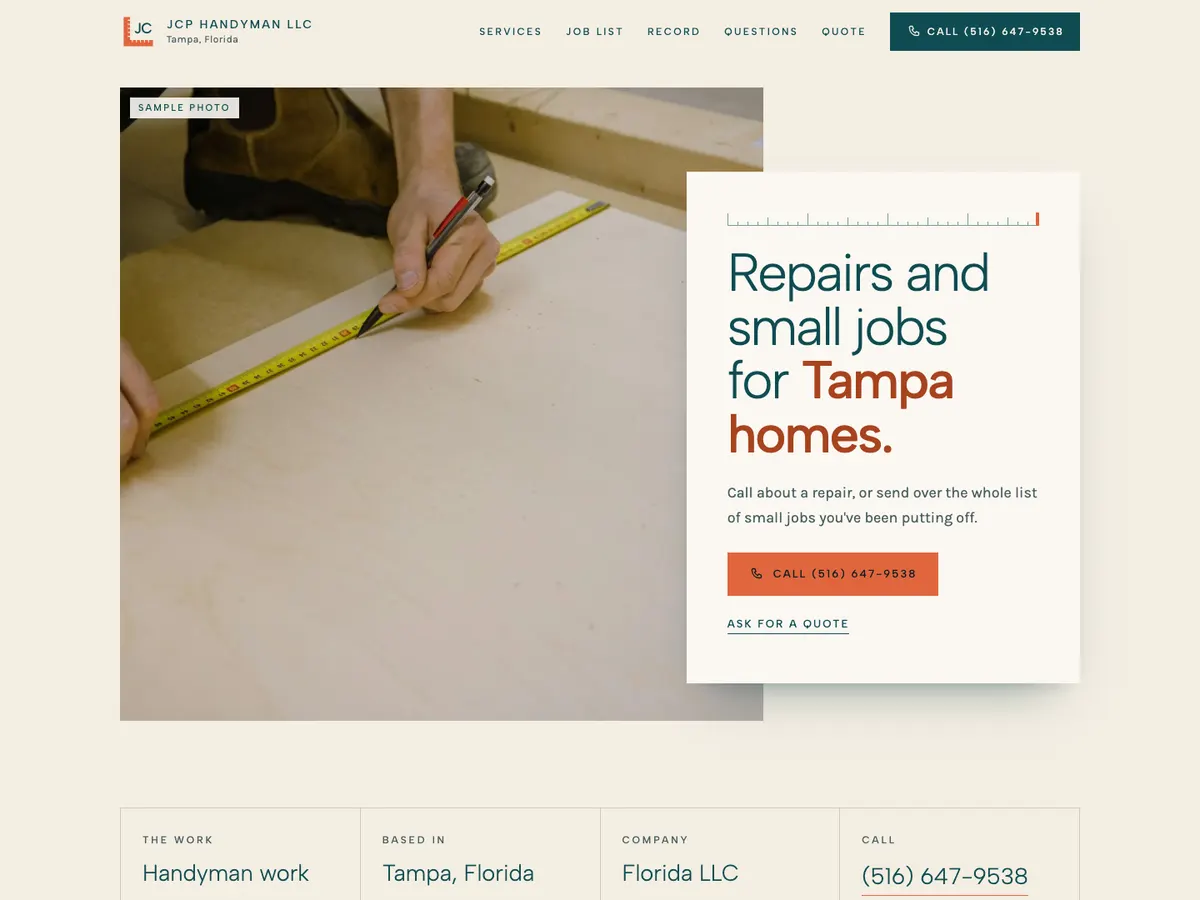 JC
JCP HANDYMAN LLC
Tampa, Florida
SERVICES
JOB LIST
RECORD
QUESTIONS
QUOTE
CALL (516) 647-9538
SAMPLE PHOTO
Repairs and
small jobs
for Tampa
homes.
Call about a repair, or send over the whole list
of small jobs you've been putting off.
CALL (516) 647-9538
ASK FOR A QUOTE
THE WORK
Handyman work
BASED IN
Tampa, Florida
COMPANY
Florida LLC
CALL
(516) 647-9538